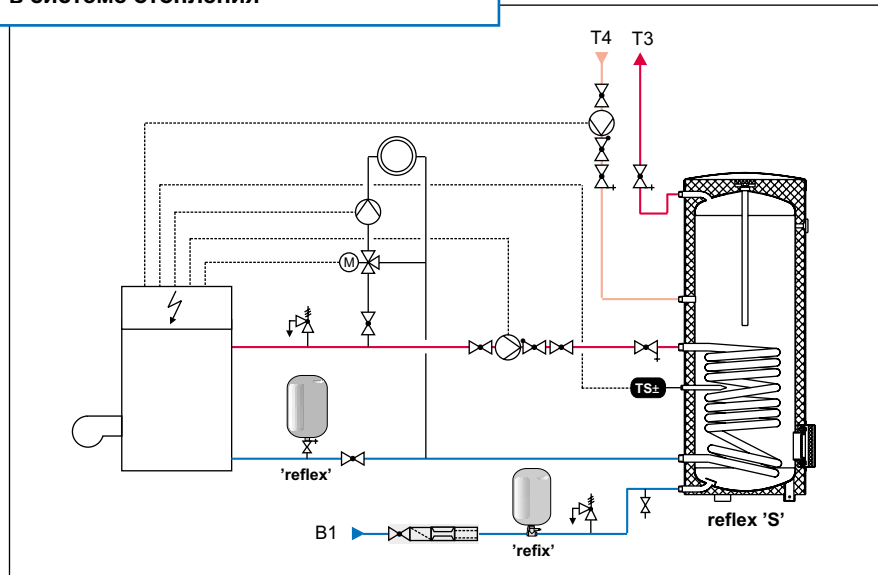 в системе отопления
T4 T3
M
TS±
'reflex'
reflex 'S'
B1
'refix'